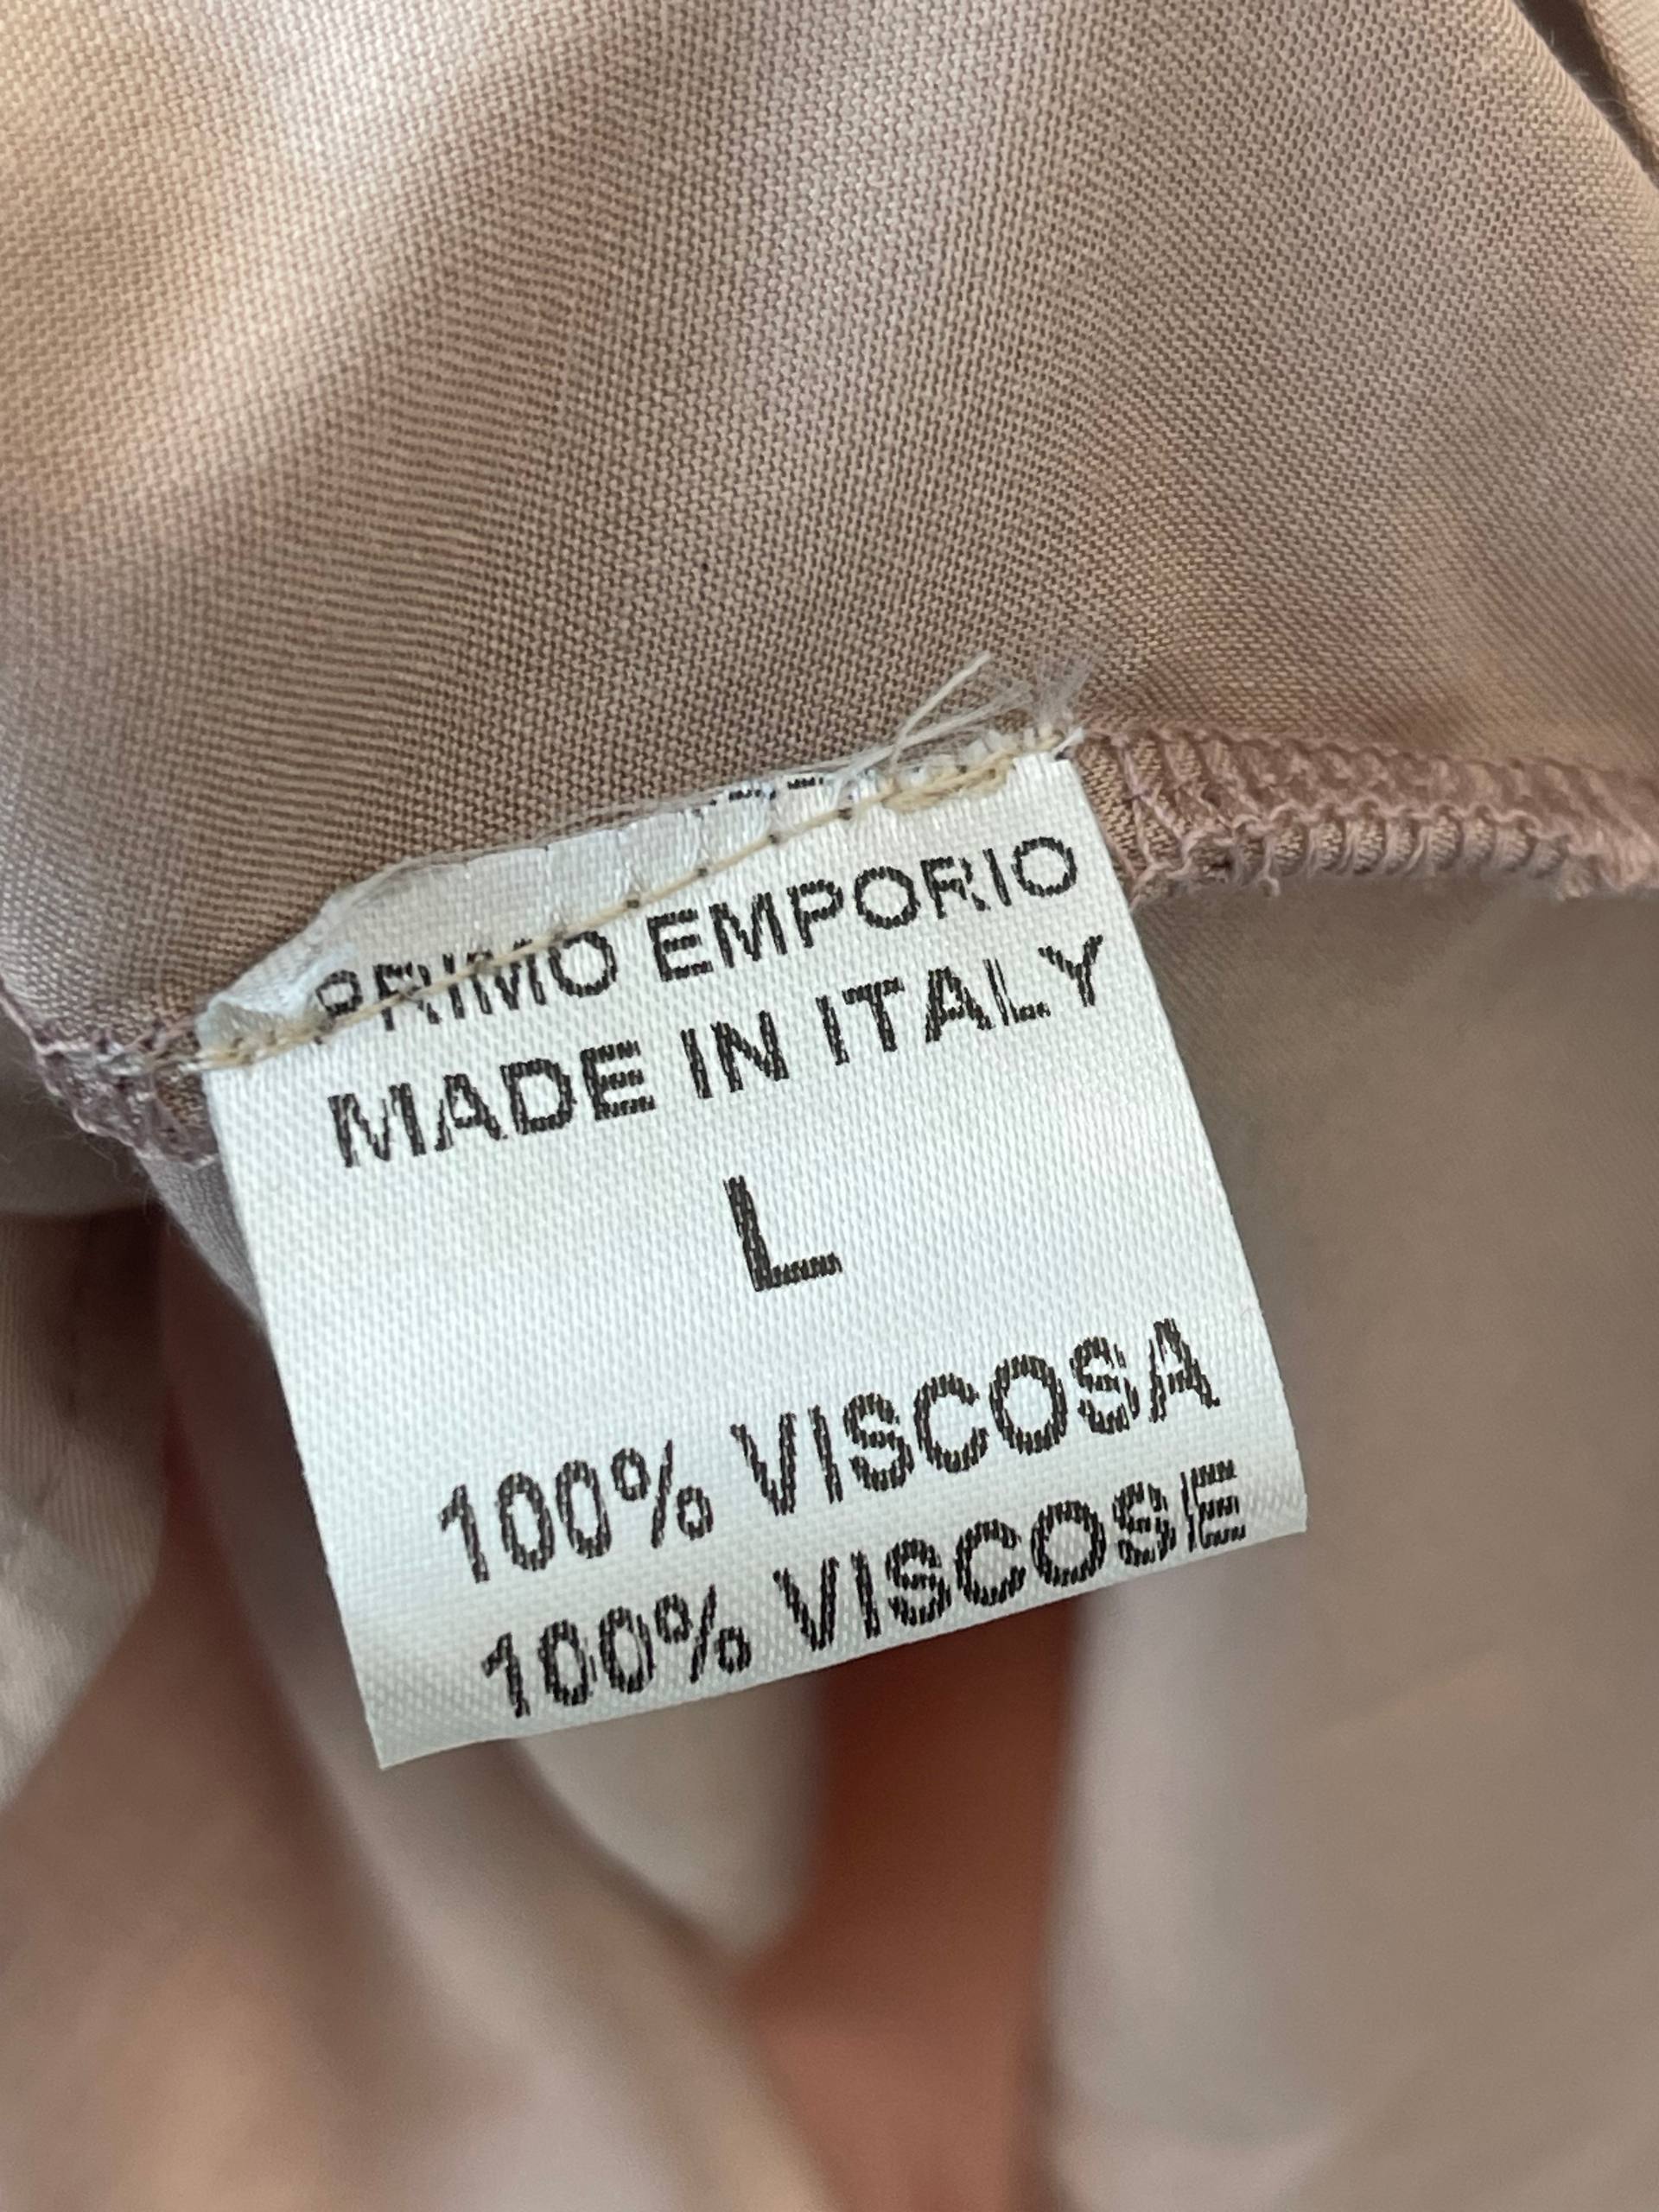 PRIMO EMPORIO
MADE IN ITALY
L
100% VISCOSA
100% VISCOSE